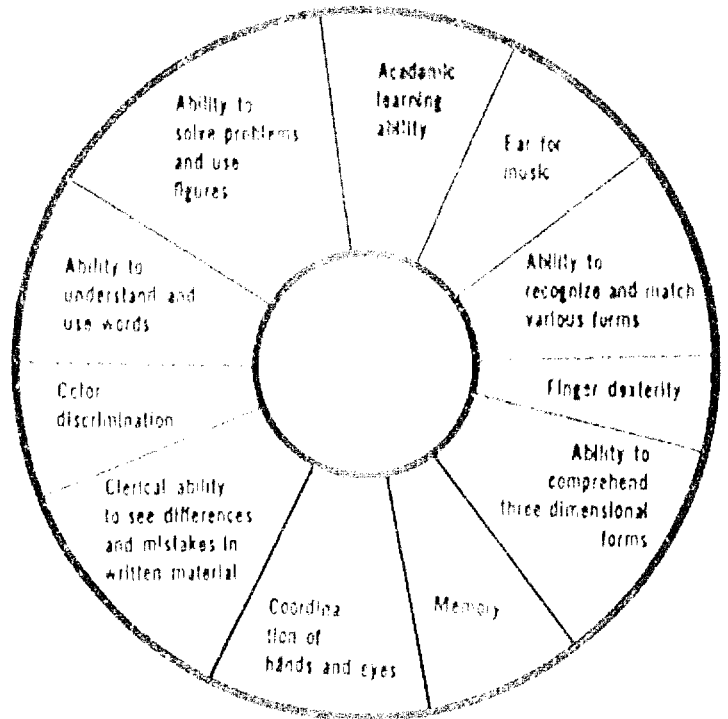 Acadamic
learning
ability
Ear for
music
Ability to
recognize and match
various forms
Finger dexterity
Ability to
comprehend
three dimensional
forms
Memory
Coordina
tion of
hands and eyes
Clerical ability
to see differences
and mistakes in
written material
Color
discrimination
Ability to
understand and
use words
Ability to
solve problems
and use
figures